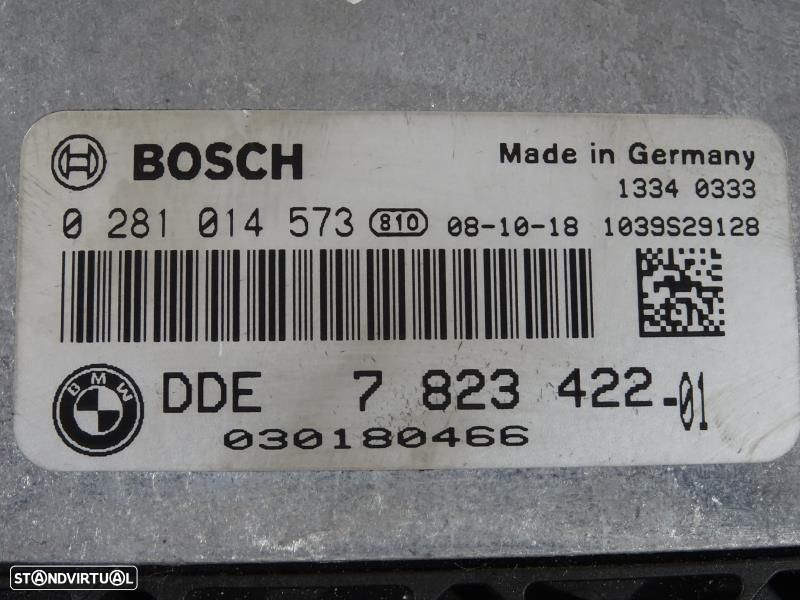 BOSCH
Made in Germany
1334 0333
0 281 014 573 810 08-10-18 1039S29128
BMW
DDE 7 823 422-01
030180466
STANDVIRTUAL